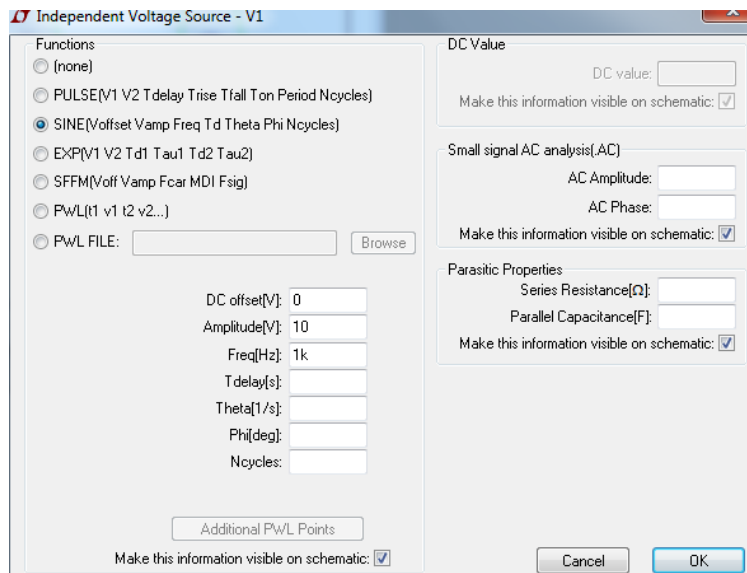 Independent Voltage Source - V1
Functions
(none)
PULSE(V1 V2 Tdelay Trise Tfall Ton Period Ncycles)
SINE(Voffset Vamp Freq Td Theta Phi Ncycles)
EXP(V1 V2 Td1 Tau1 Td2 Tau2)
SFFM(Voff Vamp Fcar MDI Fsig)
PWL(t1 v1 t2 v2...)
PWL FILE:
Browse
DC offset[V]: 0
Amplitude[V]: 10
Freq[Hz]: 1k
Tdelay[s]:
Theta[1/s]:
Phi[deg]:
Ncycles:
Additional PWL Points
Make this information visible on schematic:
DC Value
DC value:
Make this information visible on schematic:
Small signal AC analysis(.AC)
AC Amplitude:
AC Phase:
Make this information visible on schematic:
Parasitic Properties
Series Resistance[Ω]:
Parallel Capacitance[F]:
Make this information visible on schematic:
Cancel
OK